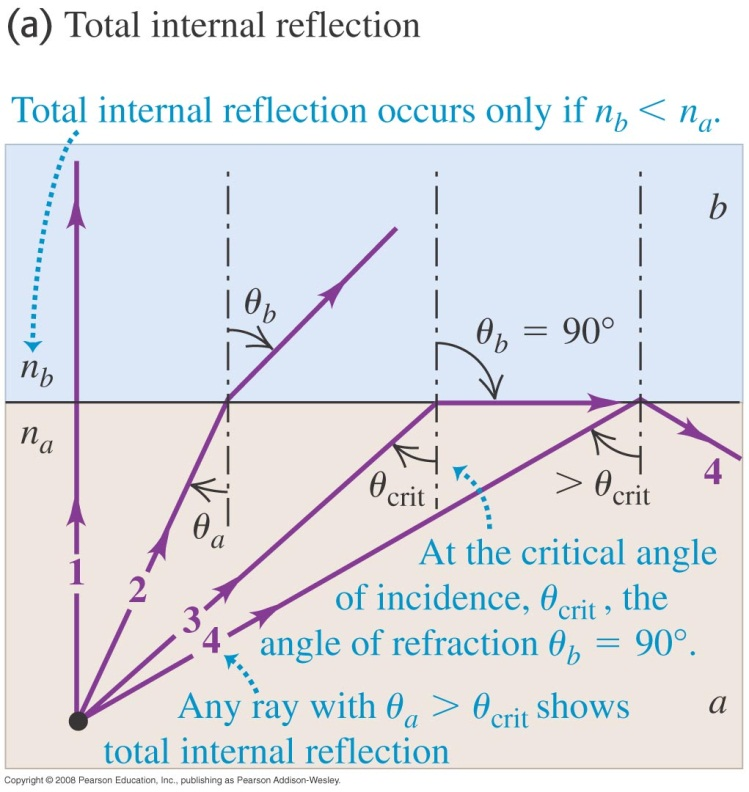 (a) Total internal reflection
Total internal reflection occurs only if n_b < n_a.
b
θ_b
θ_b = 90°
n_b
n_a
θ_a
θ_crit
> θ_crit
4
1
2
3
4
At the critical angle
of incidence, θ_crit, the
angle of refraction θ_b = 90°.
Any ray with θ_a > θ_crit shows
total internal reflection
a
Copyright © 2008 Pearson Education, Inc., publishing as Pearson Addison-Wesley.